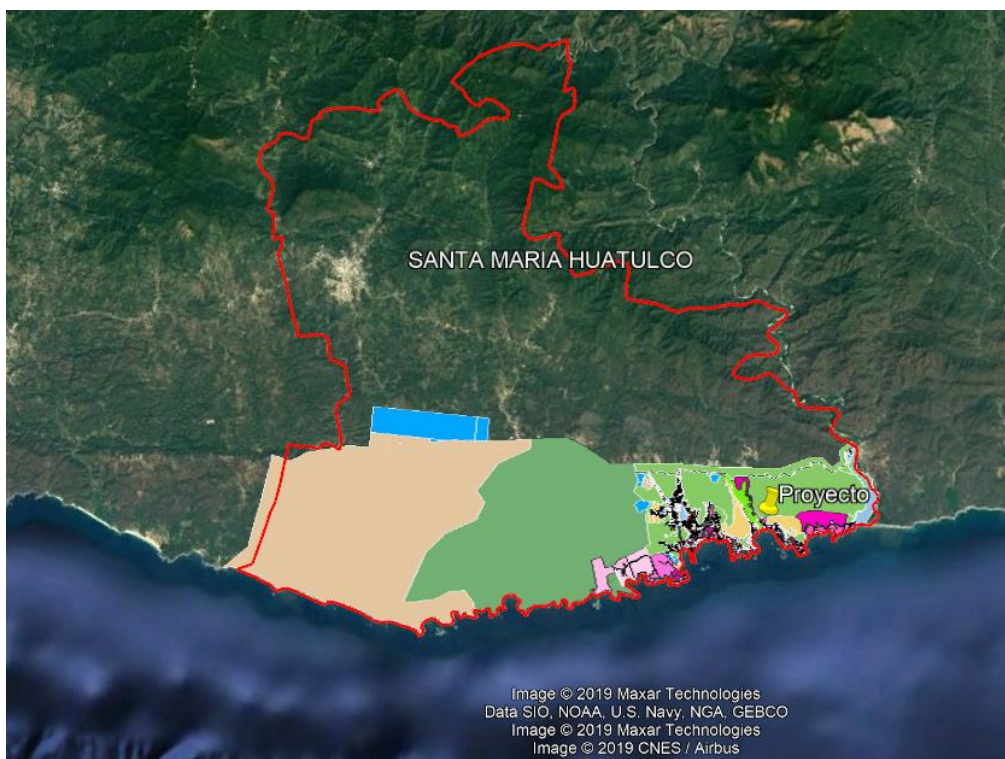 SANTA MARIA HUATULCO
Proyecto
Image © 2019 Maxar Technologies
Data SIO, NOAA, U.S. Navy, NGA, GEBCO
Image © 2019 Maxar Technologies
Image © 2019 CNES / Airbus